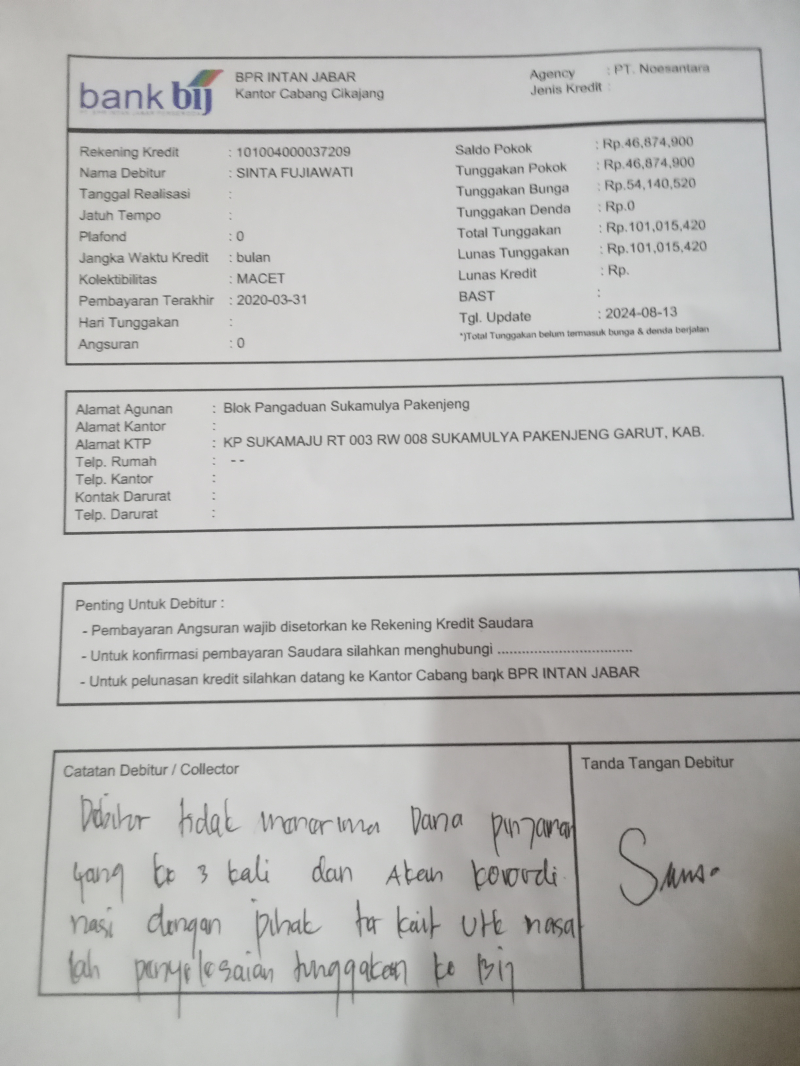 bank bij
BPR INTAN JABAR
Kantor Cabang Cikajang
Agency : PT. Noesantara
Jenis Kredit :
Rekening Kredit : 101004000037209
Nama Debitur : SINTA FUJIAWATI
Tanggal Realisasi :
Jatuh Tempo :
Plafond : 0
Jangka Waktu Kredit : bulan
Kolektibilitas : MACET
Pembayaran Terakhir : 2020-03-31
Hari Tunggakan :
Angsuran : 0
Saldo Pokok : Rp.46,874,900
Tunggakan Pokok : Rp.46,874,900
Tunggakan Bunga : Rp.54,140,520
Tunggakan Denda : Rp.0
Total Tunggakan : Rp.101,015,420
Lunas Tunggakan : Rp.101,015,420
Lunas Kredit : Rp.
BAST :
Tgl. Update : 2024-08-13
*)Total Tunggakan belum termasuk bunga & denda berjalan
Alamat Agunan : Blok Pangaduan Sukamulya Pakenjeng
Alamat Kantor :
Alamat KTP : KP SUKAMAJU RT 003 RW 008 SUKAMULYA PAKENJENG GARUT, KAB.
Telp. Rumah : --
Telp. Kantor :
Kontak Darurat :
Telp. Darurat :
Penting Untuk Debitur :
- Pembayaran Angsuran wajib disetorkan ke Rekening Kredit Saudara
- Untuk konfirmasi pembayaran Saudara silahkan menghubungi ................................
- Untuk pelunasan kredit silahkan datang ke Kantor Cabang bank BPR INTAN JABAR
Catatan Debitur / Collector
Debitur tidak menerima Dana pinjaman
yang ke 3 kali dan Akan koordi
nasi dengan pihak ter kait Utk masa
lah penyelesaian tunggakan ke Bij
Tanda Tangan Debitur